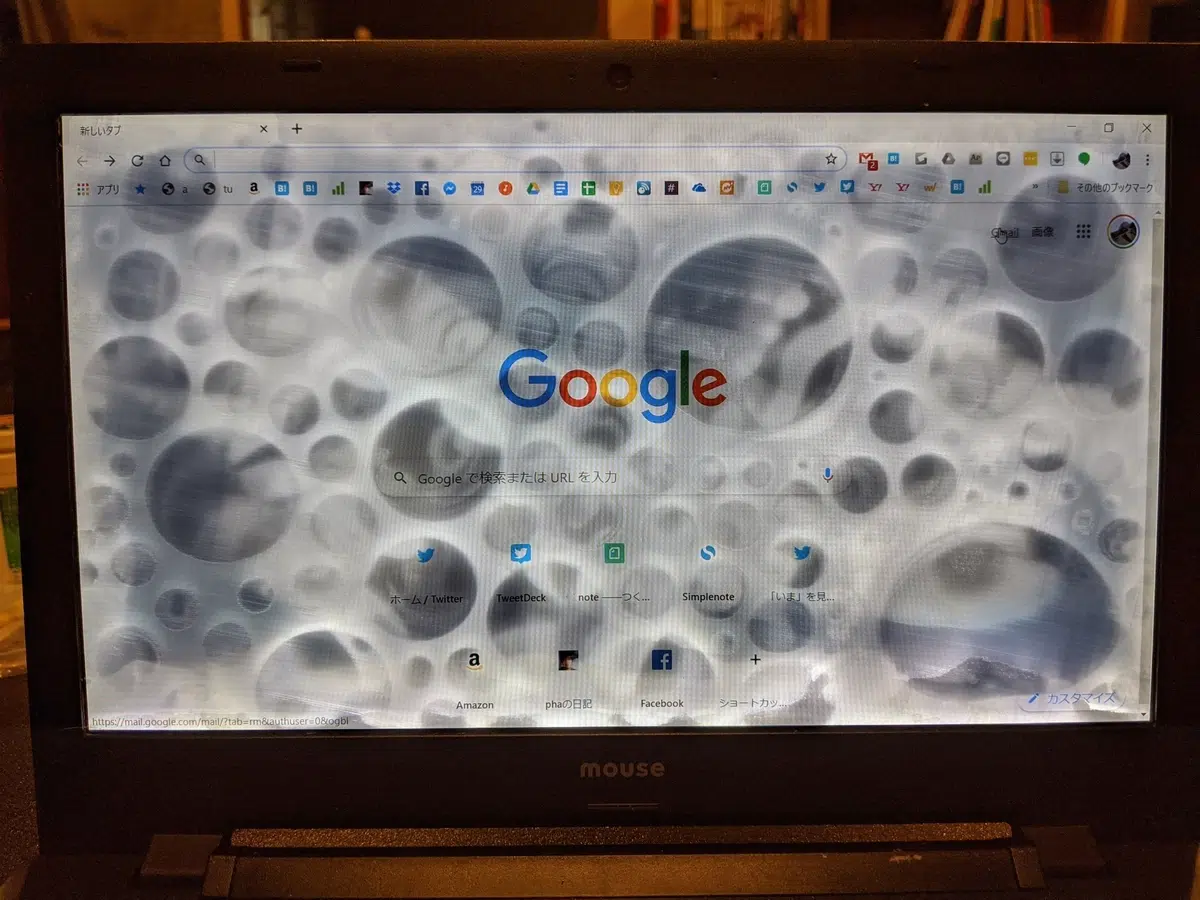 新しいタブ
アプリ a tu
その他のブックマーク
Gmail 画像
Google
Google で検索または URL を入力
ホーム / Twitter TweetDeck note ――つく... Simplenote 「いま」を見...
Amazon phaの日記 Facebook ショートカッ...
カスタマイズ
https://mail.google.com/mail/?tab=rm&authuser=0&ogbl
mouse